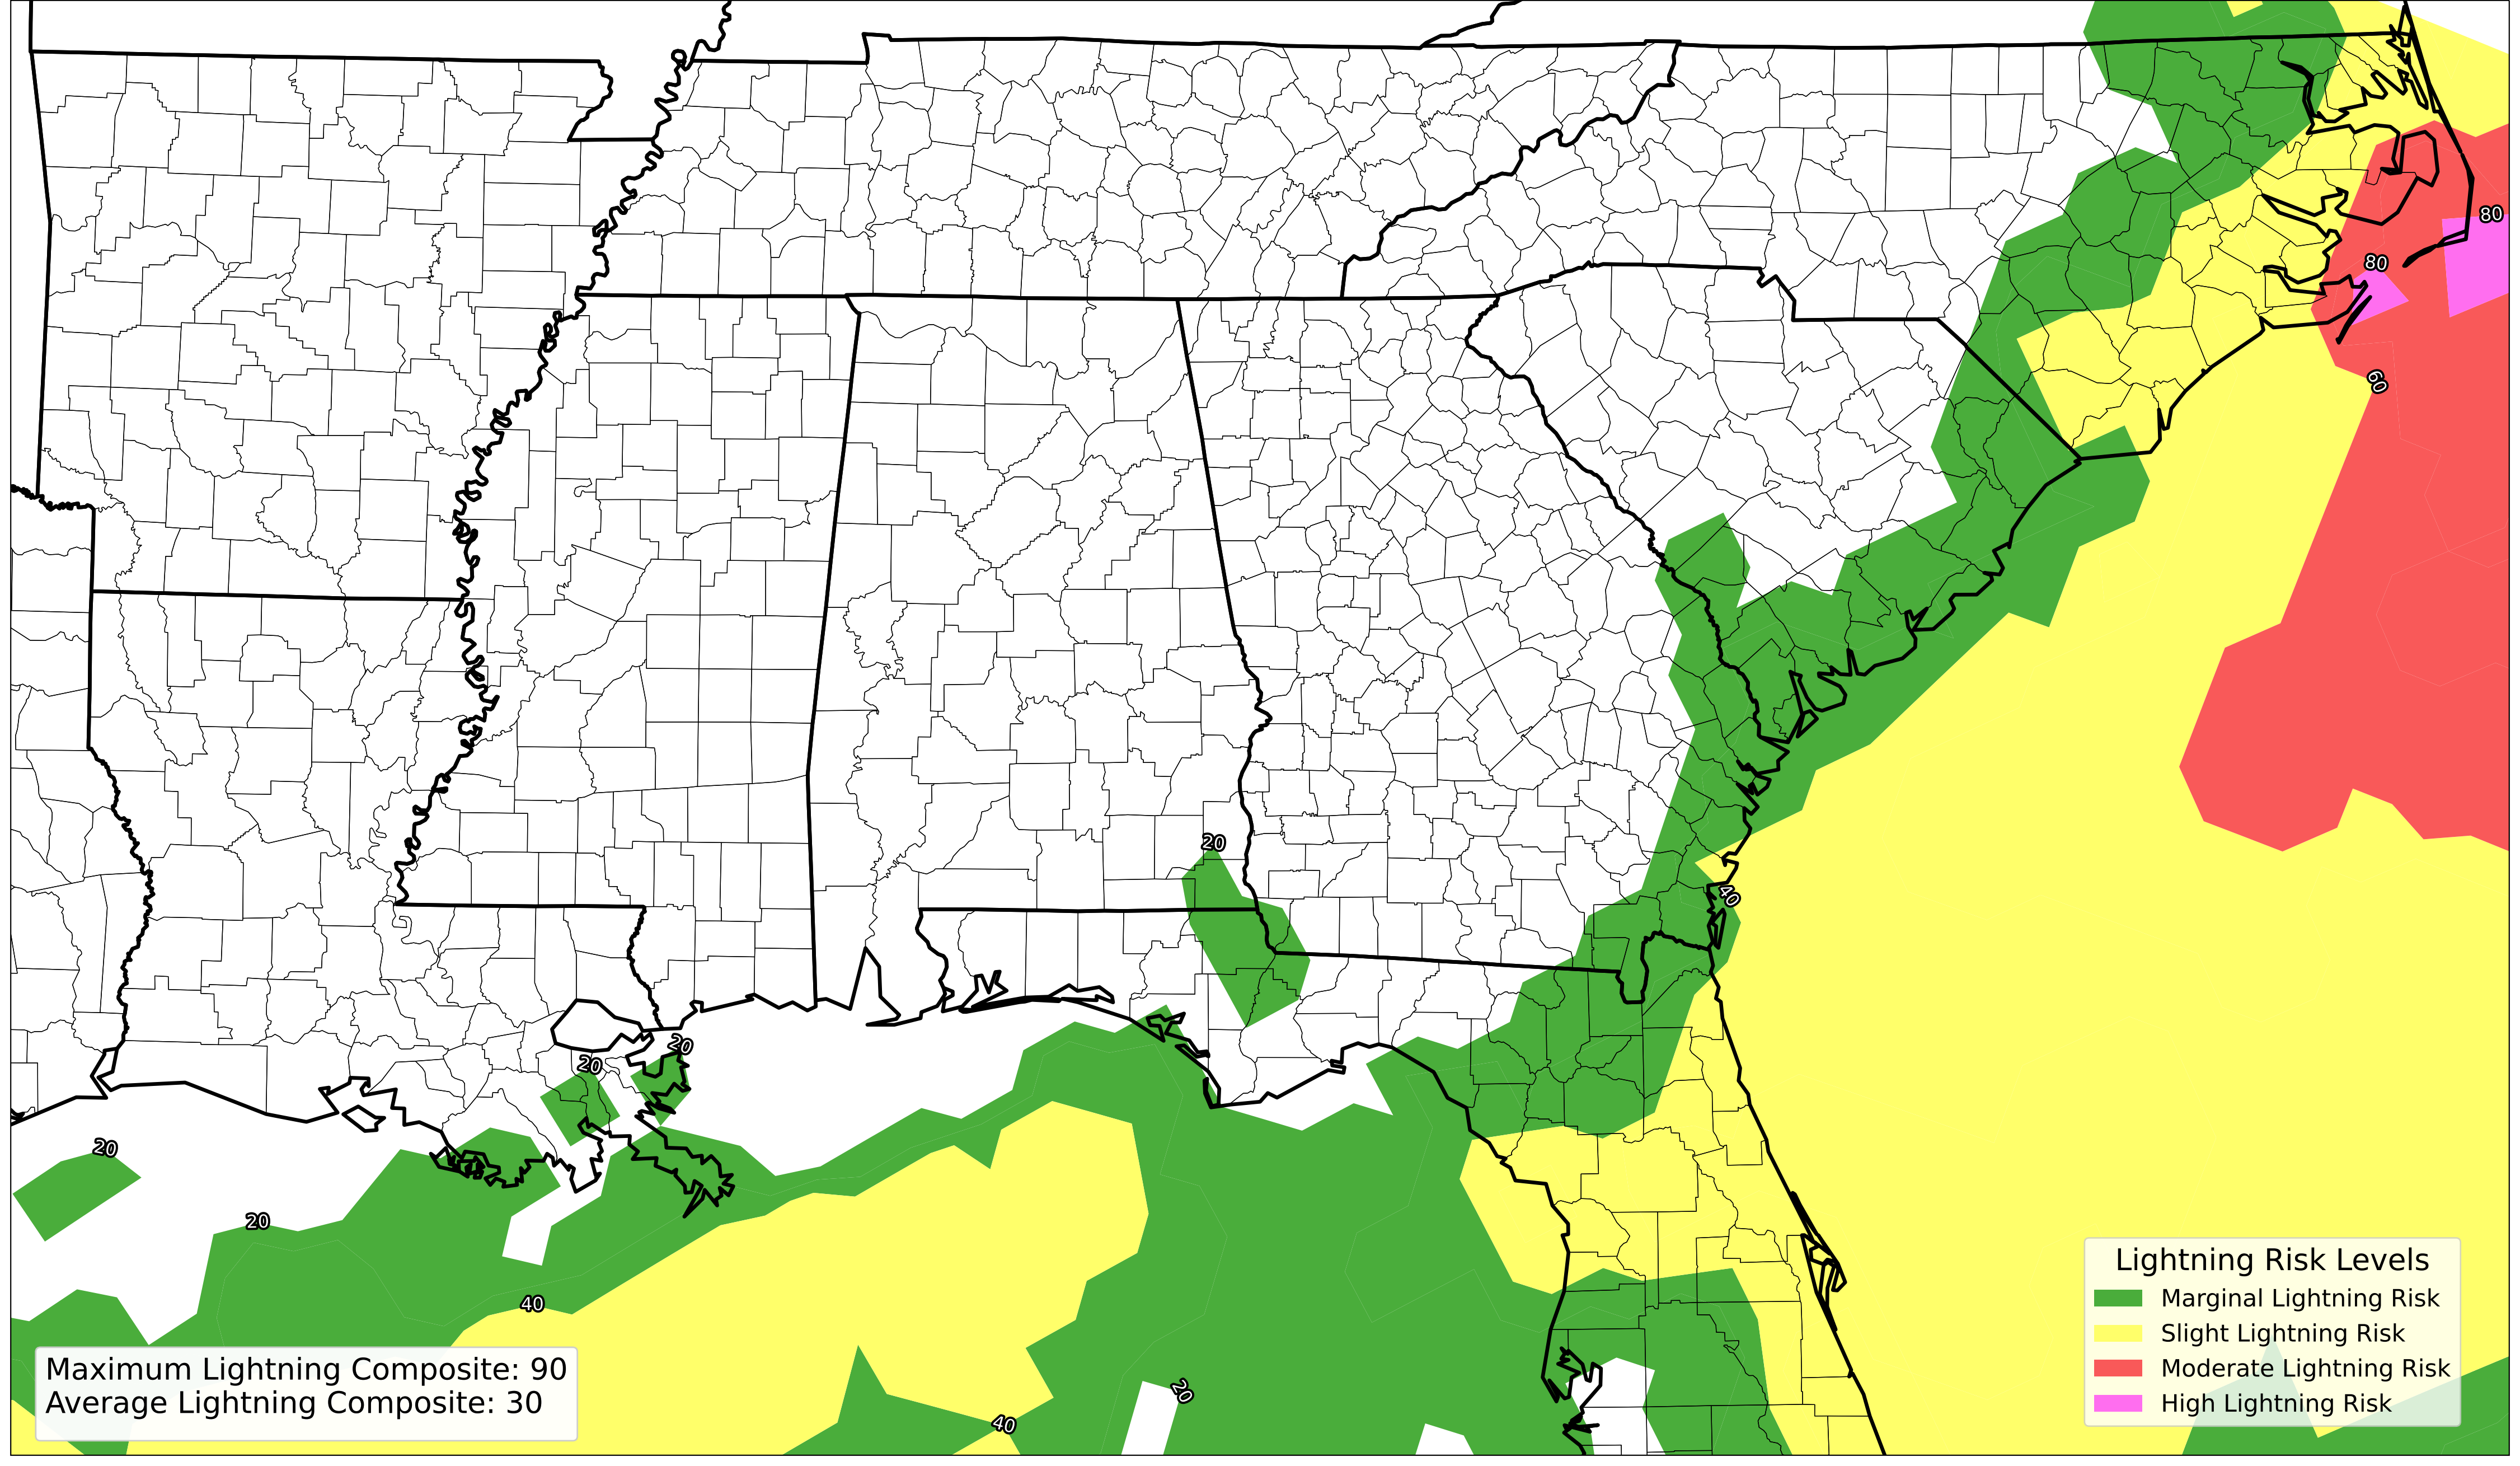 80
80
60
20
40
20
20
20
20
40
20
40
Lightning Risk Levels
Marginal Lightning Risk
Slight Lightning Risk
Moderate Lightning Risk
High Lightning Risk
Maximum Lightning Composite: 90
Average Lightning Composite: 30